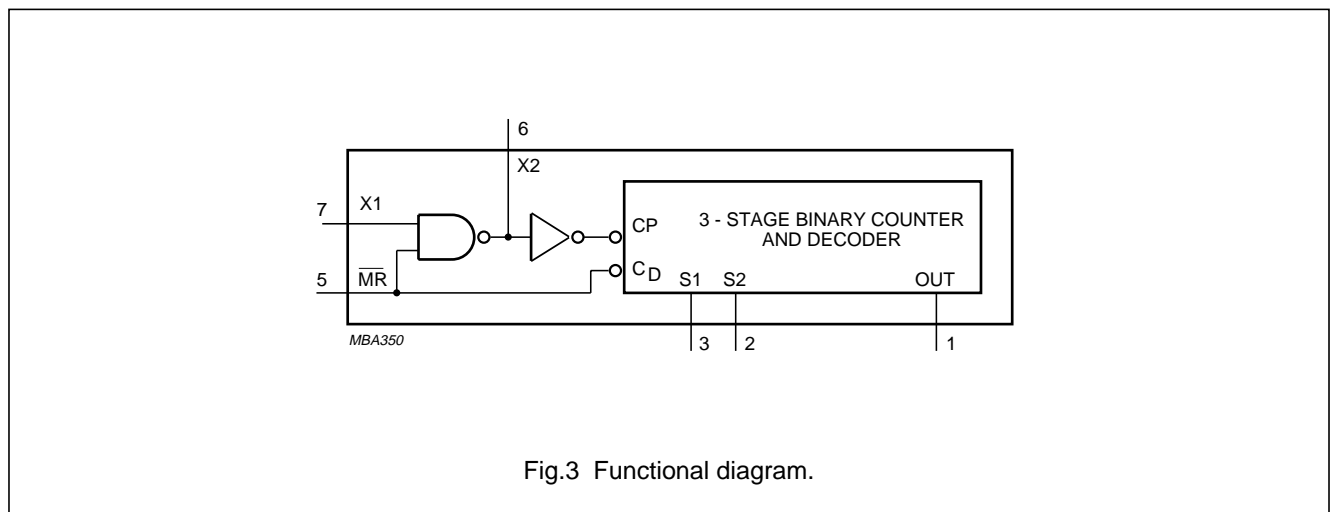 6
X2
7 X1
CP
3 - STAGE BINARY COUNTER
AND DECODER
5 M̅R̅
CD
S1 S2 OUT
MBA350
3 2 1
Fig.3 Functional diagram.